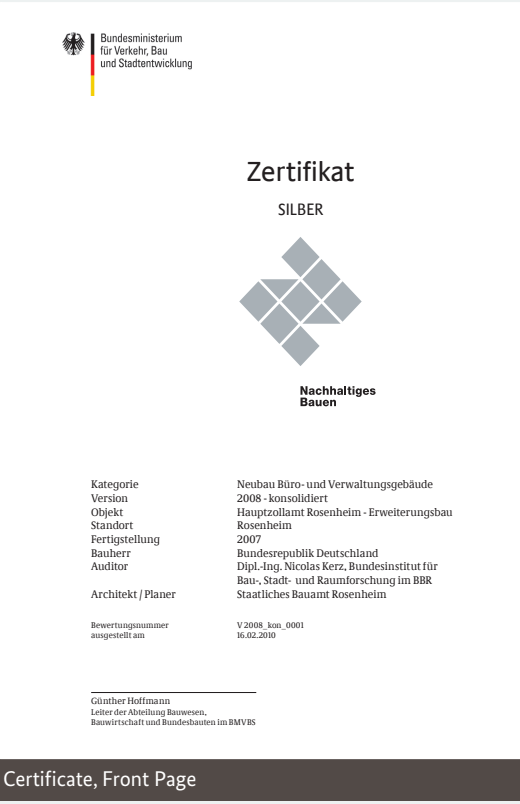 Bundesministerium
für Verkehr, Bau
und Stadtentwicklung
Zertifikat
SILBER
Nachhaltiges
Bauen
Kategorie Neubau Büro- und Verwaltungsgebäude
Version 2008 - konsolidiert
Objekt Hauptzollamt Rosenheim - Erweiterungsbau
Standort Rosenheim
Fertigstellung 2007
Bauherr Bundesrepublik Deutschland
Auditor Dipl.-Ing. Nicolas Kerz, Bundesinstitut für
Bau-, Stadt- und Raumforschung im BBR
Architekt / Planer Staatliches Bauamt Rosenheim
Bewertungsnummer V 2008_kon_0001
ausgestellt am 16.02.2010
Günther Hoffmann
Leiter der Abteilung Bauwesen,
Bauwirtschaft und Bundesbauten im BMVBS
Certificate, Front Page